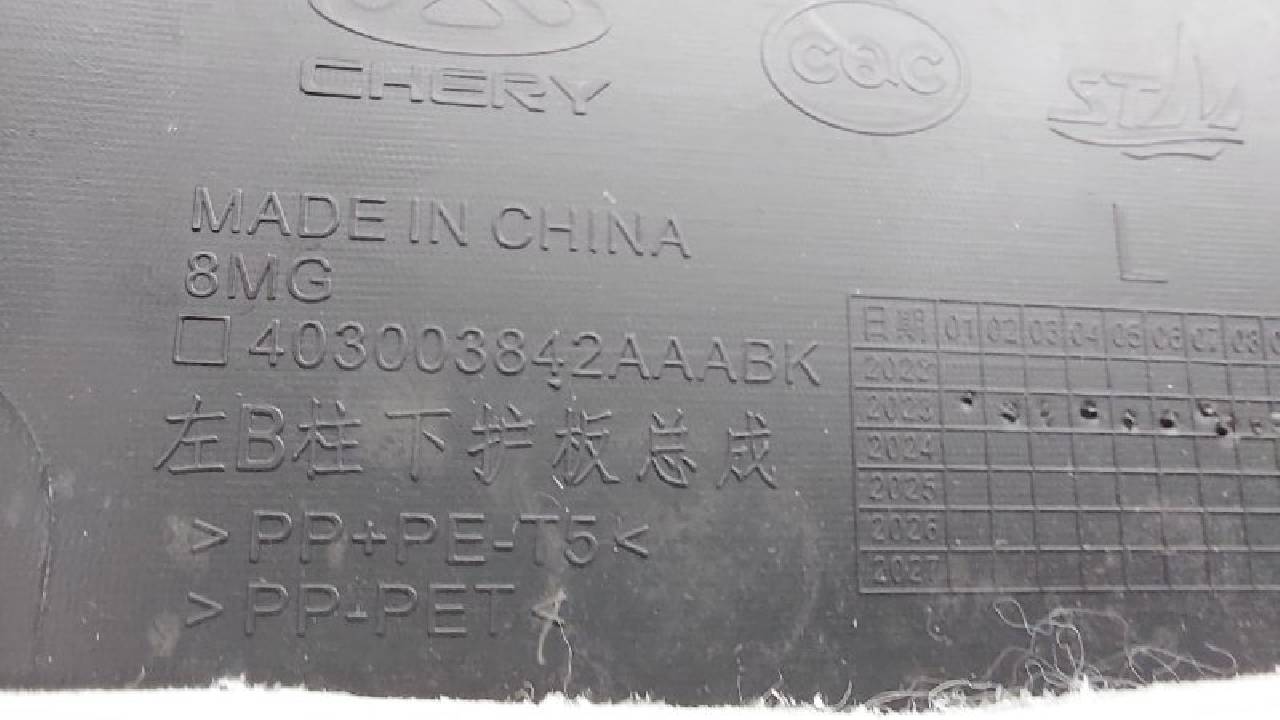 CHERY
CQC
MADE IN CHINA
8MG
L
403003842AAABK
左B柱下护板总成
>PP+PE-T5<
>PP+PET<
日期 01 02 03 04 05 06 07 08
2022
2023
2024
2025
2026
2027